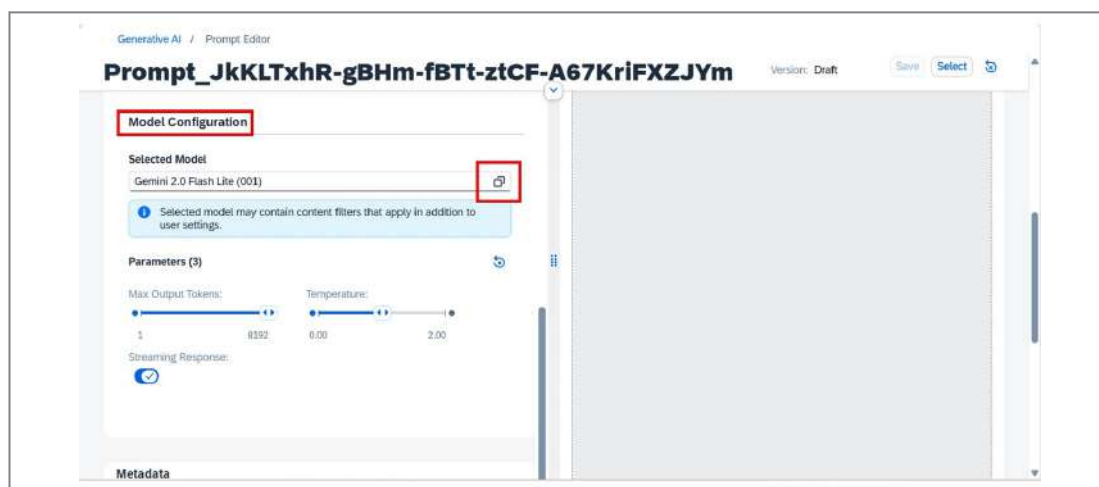 Generative AI / Prompt Editor
Prompt_JkKLTxhR-gBHm-fBTt-ztCF-A67KriFXZJYm
Version: Draft
Save Select
Model Configuration
Selected Model
Gemini 2.0 Flash Lite (001)
Selected model may contain content filters that apply in addition to
user settings.
Parameters (3)
Max Output Tokens: Temperature:
1 8192 0.00 2.00
Streaming Response:
Metadata